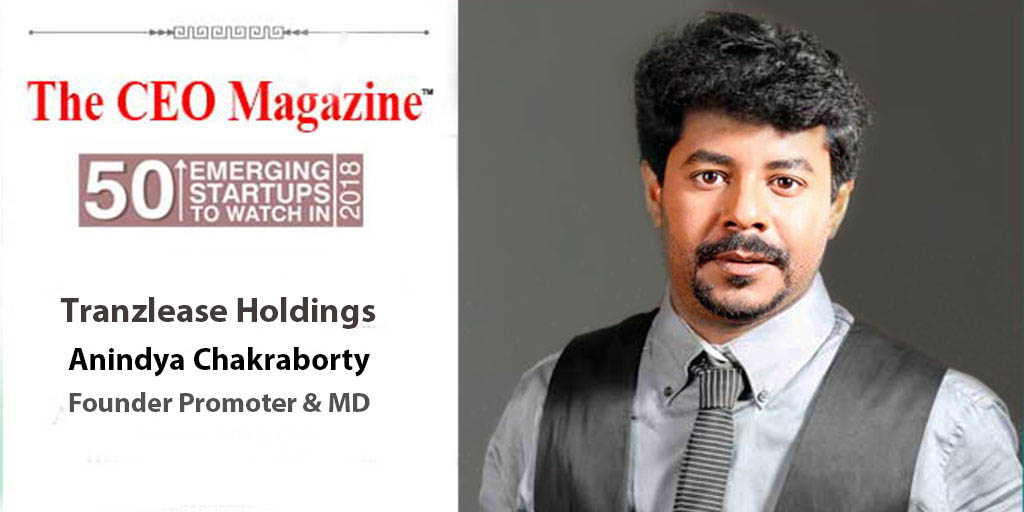 The CEO Magazine™
50 EMERGING
STARTUPS
TO WATCH IN
2018
Tranzlease Holdings
Anindya Chakraborty
Founder Promoter & MD